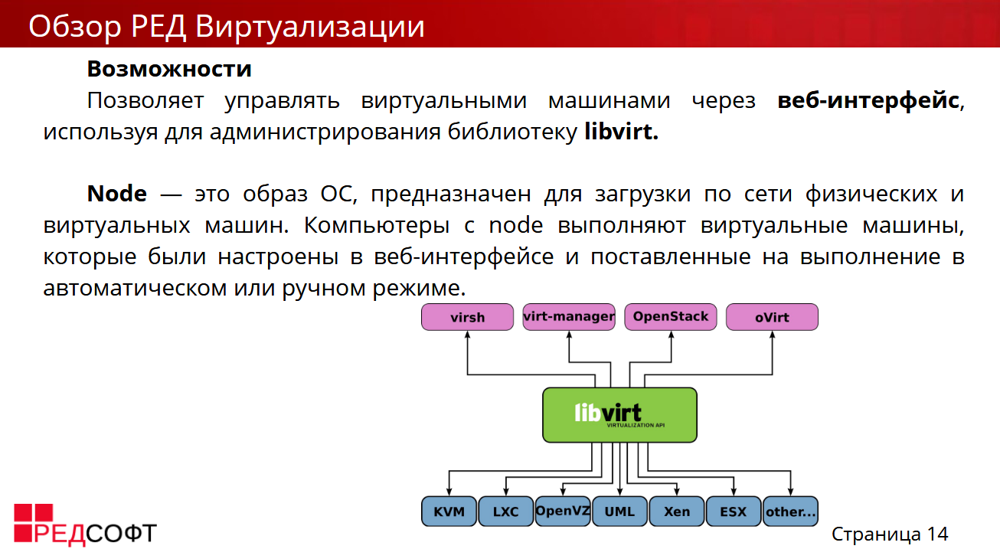 Обзор РЕД Виртуализации
Возможности
Позволяет управлять виртуальными машинами через веб-интерфейс,
используя для администрирования библиотеку libvirt.
Node — это образ ОС, предназначен для загрузки по сети физических и
виртуальных машин. Компьютеры с node выполняют виртуальные машины,
которые были настроены в веб-интерфейсе и поставленные на выполнение в
автоматическом или ручном режиме.
virsh virt-manager OpenStack oVirt
libvirt
VIRTUALIZATION API
KVM LXC OpenVZ UML Xen ESX other...
РЕДСОФТ
Страница 14